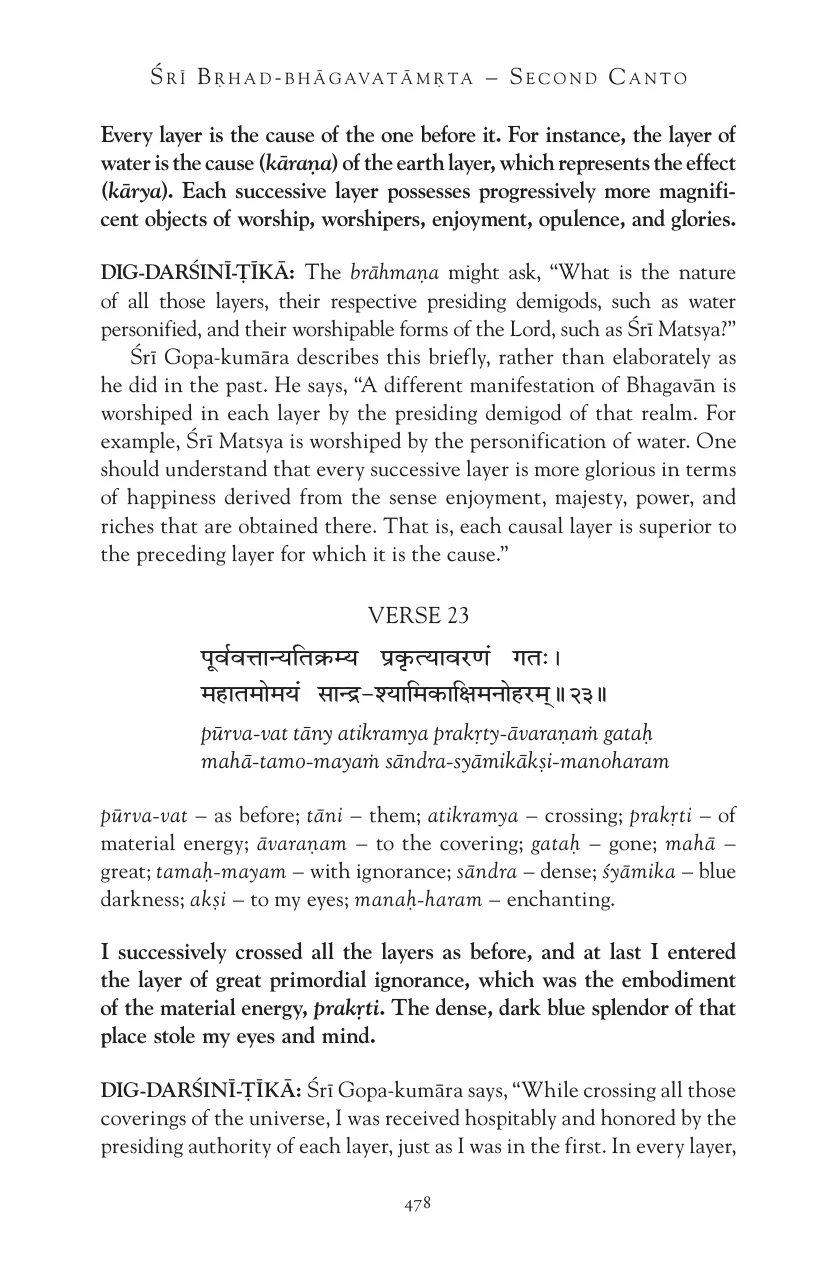 Śrī Bṛhad-bhāgavatāmṛta – Second Canto
Every layer is the cause of the one before it. For instance, the layer of
water is the cause (kāraṇa) of the earth layer, which represents the effect
(kārya). Each successive layer possesses progressively more magnifi-
cent objects of worship, worshipers, enjoyment, opulence, and glories.
DIG-DARŚINĪ-ṬĪKĀ: The brāhmaṇa might ask, “What is the nature
of all those layers, their respective presiding demigods, such as water
personified, and their worshipable forms of the Lord, such as Śrī Matsya?”
Śrī Gopa-kumāra describes this briefly, rather than elaborately as
he did in the past. He says, “A different manifestation of Bhagavān is
worshiped in each layer by the presiding demigod of that realm. For
example, Śrī Matsya is worshiped by the personification of water. One
should understand that every successive layer is more glorious in terms
of happiness derived from the sense enjoyment, majesty, power, and
riches that are obtained there. That is, each causal layer is superior to
the preceding layer for which it is the cause.”
VERSE 23
पूर्ववत्तान्यतिक्रम्य प्रकृत्यावरणं गतः।
महातमोमयं सान्द्र–श्यामिकाक्षिमनोहरम्॥२३॥
pūrva-vat tāny atikramya prakṛty-āvaraṇaṁ gataḥ
mahā-tamo-mayaṁ sāndra-syāmikākṣi-manoharam
pūrva-vat – as before; tāni – them; atikramya – crossing; prakṛti – of
material energy; āvaraṇam – to the covering; gataḥ – gone; mahā –
great; tamaḥ-mayam – with ignorance; sāndra – dense; śyāmika – blue
darkness; akṣi – to my eyes; manaḥ-haram – enchanting.
I successively crossed all the layers as before, and at last I entered
the layer of great primordial ignorance, which was the embodiment
of the material energy, prakṛti. The dense, dark blue splendor of that
place stole my eyes and mind.
DIG-DARŚINĪ-ṬĪKĀ: Śrī Gopa-kumāra says, “While crossing all those
coverings of the universe, I was received hospitably and honored by the
presiding authority of each layer, just as I was in the first. In every layer,
478